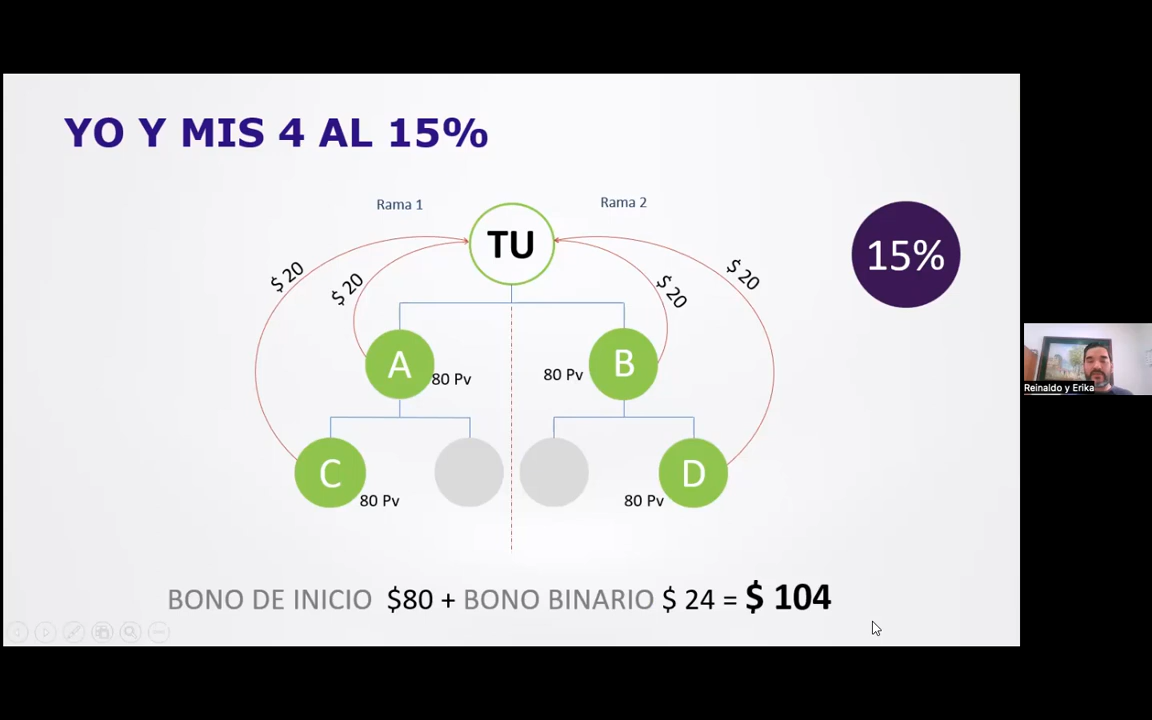 YO Y MIS 4 AL 15%
Rama 1
Rama 2
TU
15%
$ 20
$ 20
$ 20
$ 20
A
80 Pv
80 Pv
B
C
80 Pv
80 Pv
D
BONO DE INICIO $80 + BONO BINARIO $ 24 = $ 104
Reinaldo y Erika